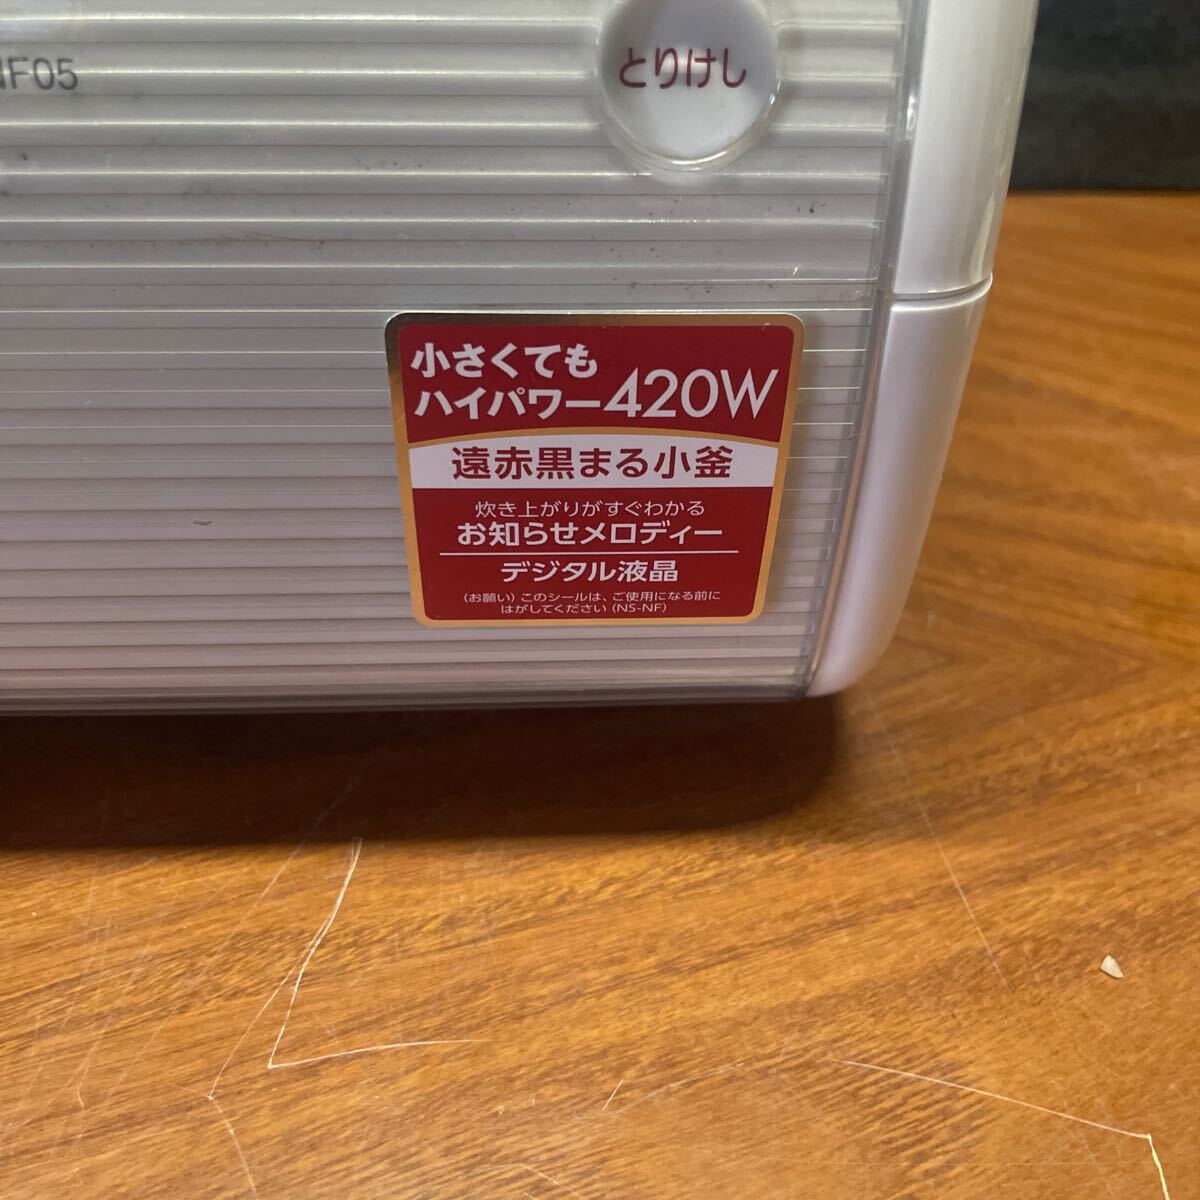 NF05
とりけし
小さくても
ハイパワー420W
遠赤黒まる小釜
炊き上がりがすぐわかる
お知らせメロディー
デジタル液晶
(お願い)このシールは、ご使用になる前に
はがしてください(NS-NF)